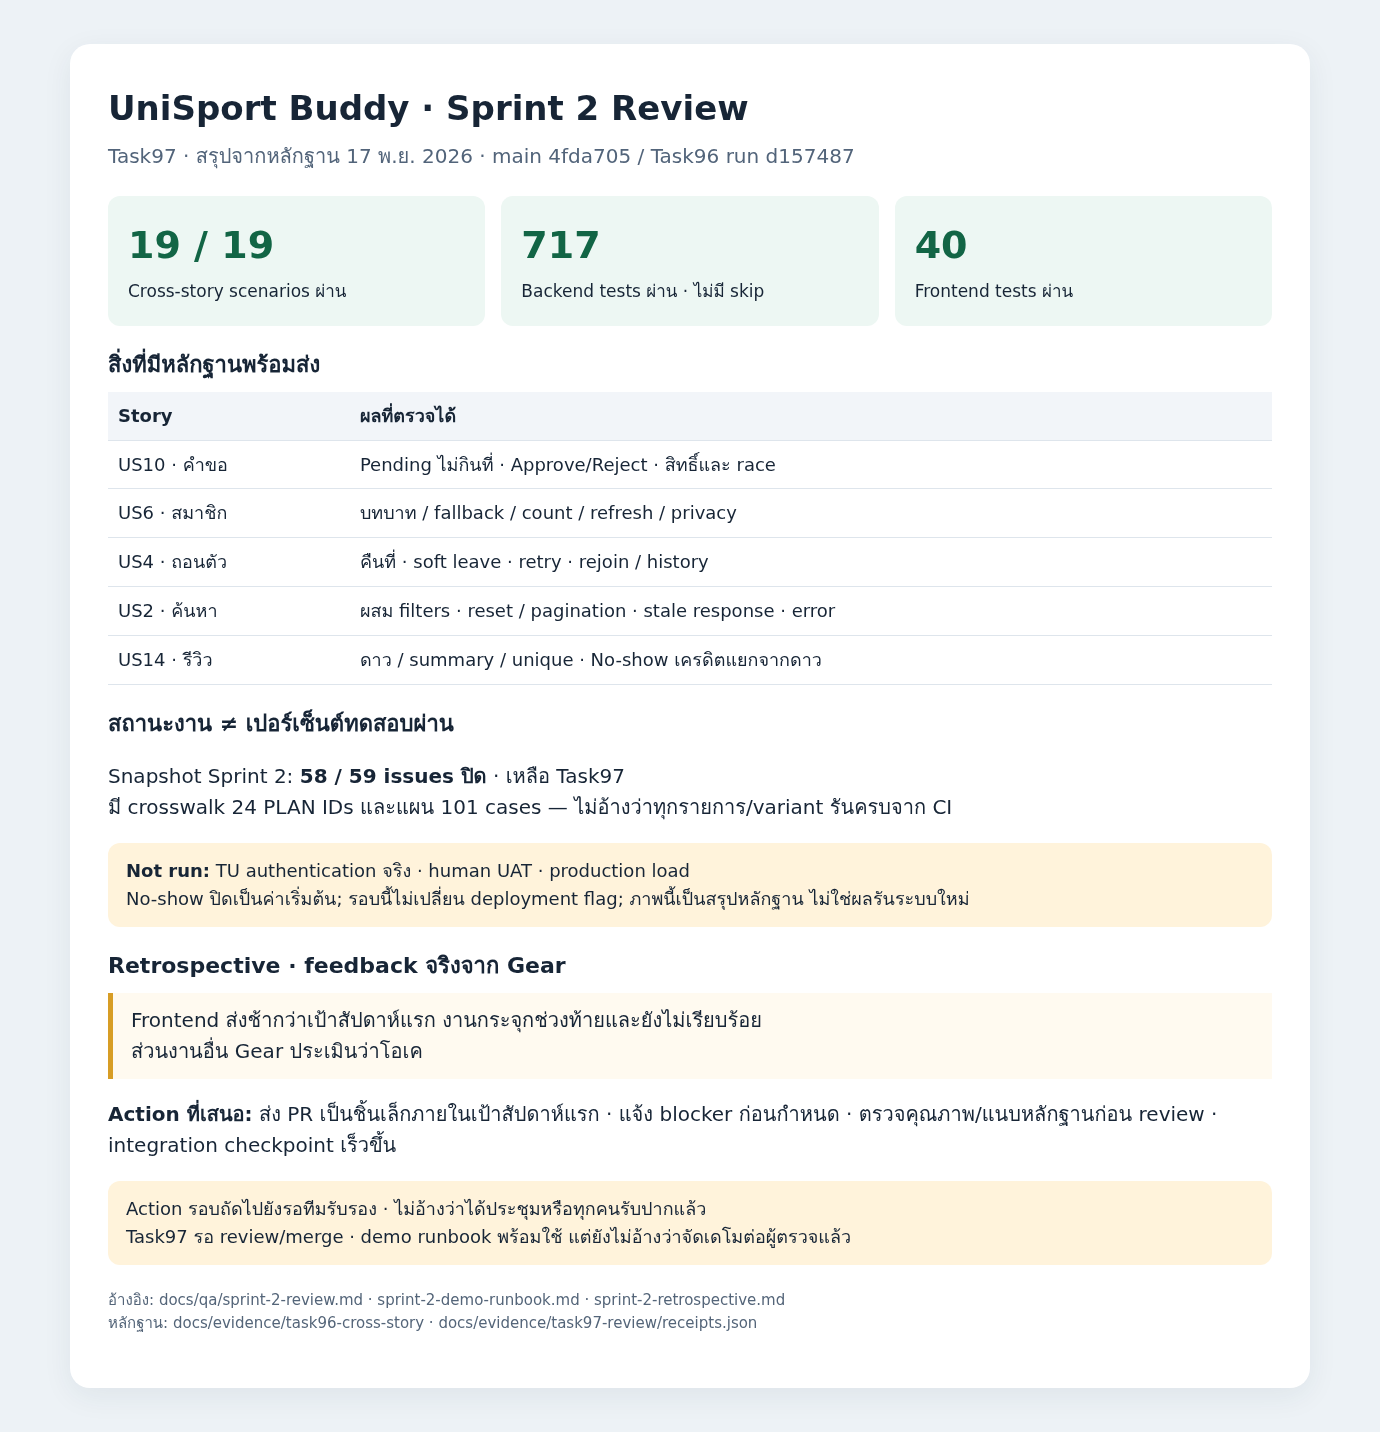 UniSport Buddy · Sprint 2 Review
Task97 · สรุปจากหลักฐาน 17 พ.ย. 2026 · main 4fda705 / Task96 run d157487
19 / 19
Cross-story scenarios ผ่าน
717
Backend tests ผ่าน · ไม่มี skip
40
Frontend tests ผ่าน
สิ่งที่มีหลักฐานพร้อมส่ง
Story ผลที่ตรวจได้
US10 · คำขอ Pending ไม่กินที่ · Approve/Reject · สิทธิ์และ race
US6 · สมาชิก บทบาท / fallback / count / refresh / privacy
US4 · ถอนตัว คืนที่ · soft leave · retry · rejoin / history
US2 · ค้นหา ผสม filters · reset / pagination · stale response · error
US14 · รีวิว ดาว / summary / unique · No-show เครดิตแยกจากดาว
สถานะงาน ≠ เปอร์เซ็นต์ทดสอบผ่าน
Snapshot Sprint 2: 58 / 59 issues ปิด · เหลือ Task97
มี crosswalk 24 PLAN IDs และแผน 101 cases — ไม่อ้างว่าทุกรายการ/variant รันครบจาก CI
Not run: TU authentication จริง · human UAT · production load
No-show ปิดเป็นค่าเริ่มต้น; รอบนี้ไม่เปลี่ยน deployment flag; ภาพนี้เป็นสรุปหลักฐาน ไม่ใช่ผลรันระบบใหม่
Retrospective · feedback จริงจาก Gear
Frontend ส่งช้ากว่าเป้าสัปดาห์แรก งานกระจุกช่วงท้ายและยังไม่เรียบร้อย
ส่วนงานอื่น Gear ประเมินว่าโอเค
Action ที่เสนอ: ส่ง PR เป็นชิ้นเล็กภายในเป้าสัปดาห์แรก · แจ้ง blocker ก่อนกำหนด · ตรวจคุณภาพ/แนบหลักฐานก่อน review ·
integration checkpoint เร็วขึ้น
Action รอบถัดไปยังรอทีมรับรอง · ไม่อ้างว่าได้ประชุมหรือทุกคนรับปากแล้ว
Task97 รอ review/merge · demo runbook พร้อมใช้ แต่ยังไม่อ้างว่าจัดเดโมต่อผู้ตรวจแล้ว
อ้างอิง: docs/qa/sprint-2-review.md · sprint-2-demo-runbook.md · sprint-2-retrospective.md
หลักฐาน: docs/evidence/task96-cross-story · docs/evidence/task97-review/receipts.json